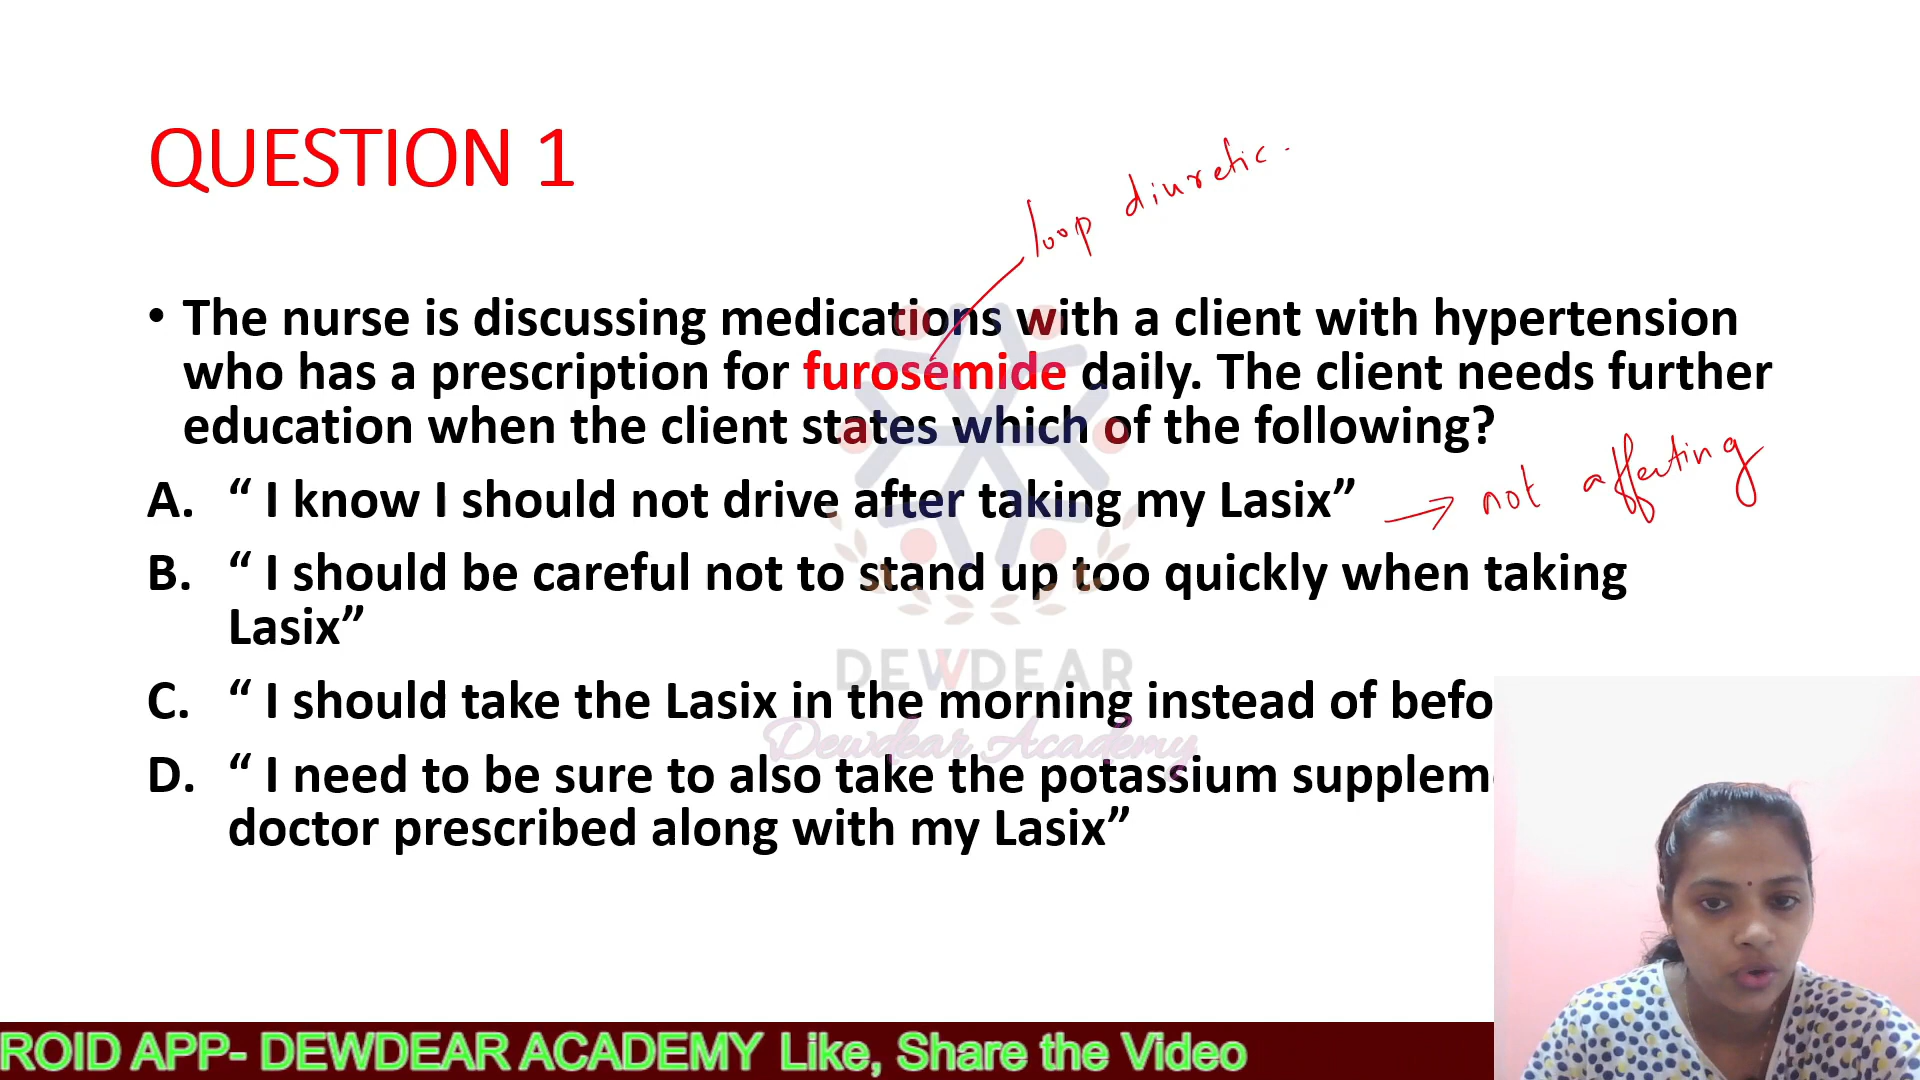 QUESTION 1
loop diuretic.
• The nurse is discussing medications with a client with hypertension
who has a prescription for furosemide daily. The client needs further
education when the client states which of the following?
A. “ I know I should not drive after taking my Lasix” → not affecting
B. “ I should be careful not to stand up too quickly when taking
Lasix”
C. “ I should take the Lasix in the morning instead of befo
D. “ I need to be sure to also take the potassium supplem
doctor prescribed along with my Lasix”
DEWDEAR
Dewdear Academy
ROID APP- DEWDEAR ACADEMY Like, Share the Video